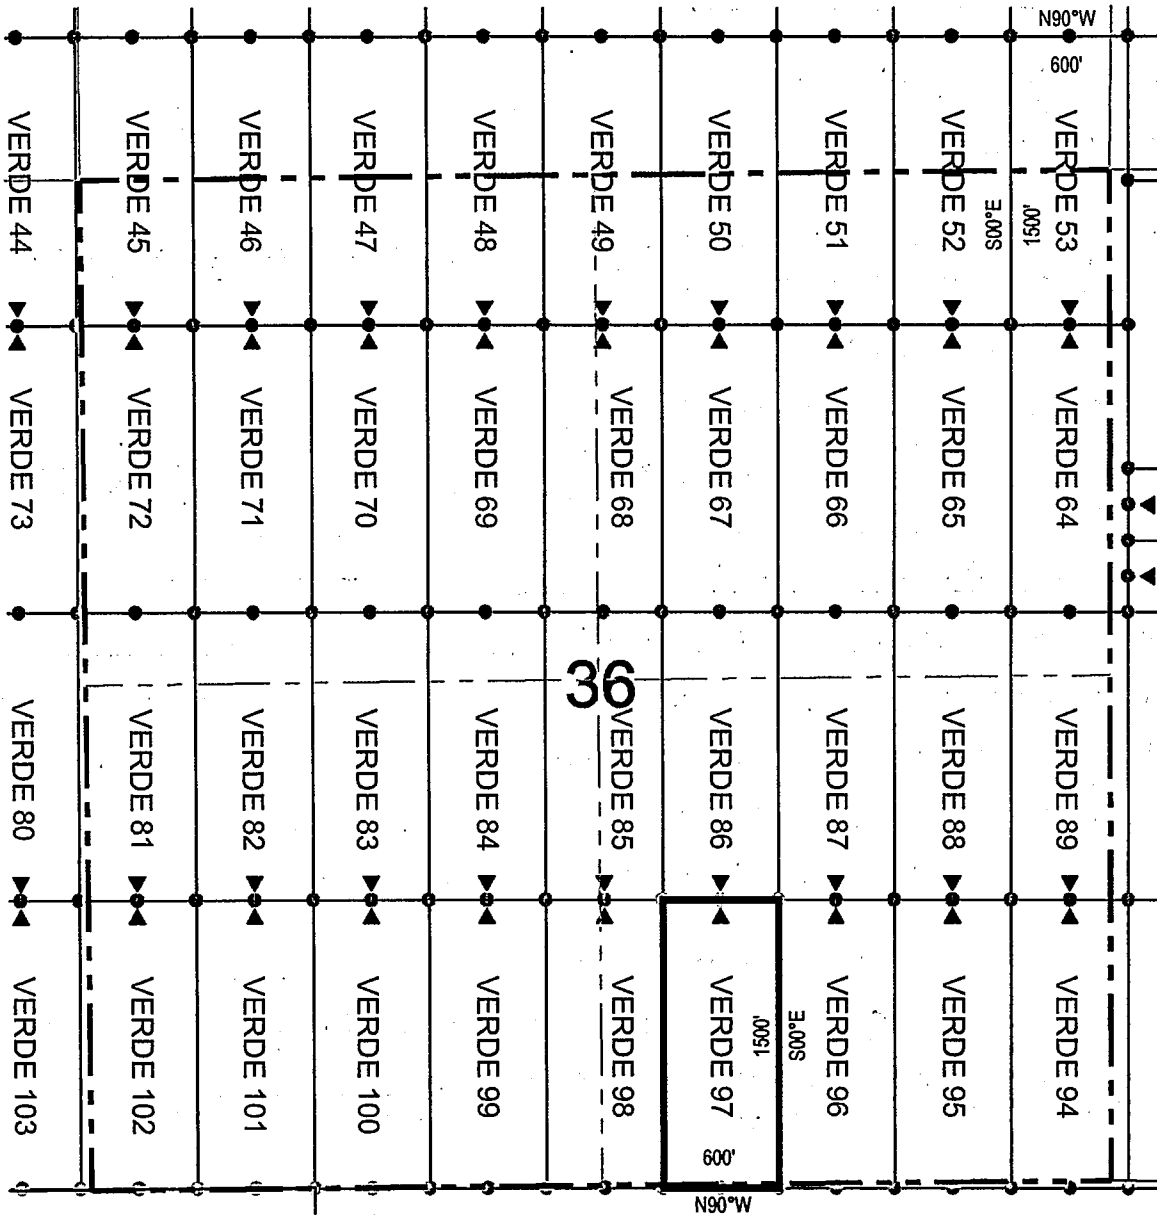 N90°W
600'
VERDE 44
VERDE 45
VERDE 46
VERDE 47
VERDE 48
VERDE 49
VERDE 50
VERDE 51
VERDE 52
S00°E
1500'
VERDE 53
VERDE 73
VERDE 72
VERDE 71
VERDE 70
VERDE 69
VERDE 68
VERDE 67
VERDE 66
VERDE 65
VERDE 64
36
VERDE 80
VERDE 81
VERDE 82
VERDE 83
VERDE 84
VERDE 85
VERDE 86
VERDE 87
VERDE 88
VERDE 89
VERDE 103
VERDE 102
VERDE 101
VERDE 100
VERDE 99
VERDE 98
VERDE 97
1500'
S00°E
VERDE 96
VERDE 95
VERDE 94
600'
N90°W